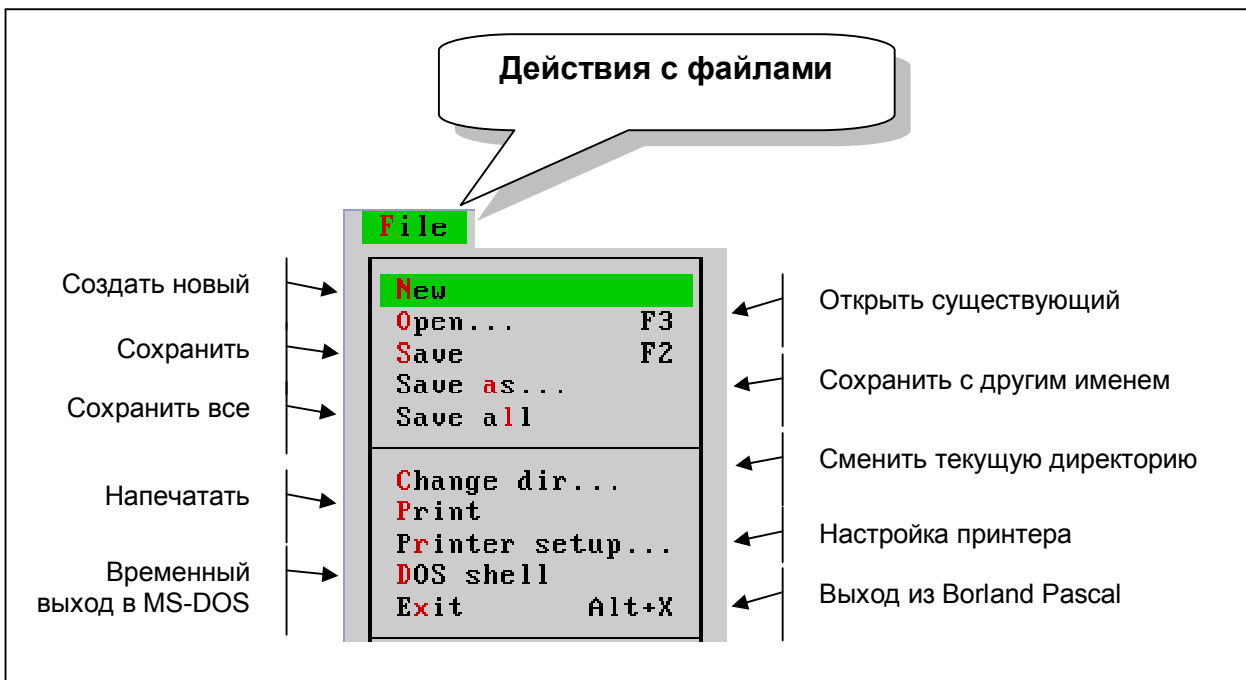 Действия с файлами
File
Создать новый
Сохранить
Сохранить все
Напечатать
Временный
выход в MS-DOS
New
Open... F3
Save F2
Save as...
Save all
Change dir...
Print
Printer setup...
DOS shell
Exit Alt+X
Открыть существующий
Сохранить с другим именем
Сменить текущую директорию
Настройка принтера
Выход из Borland Pascal